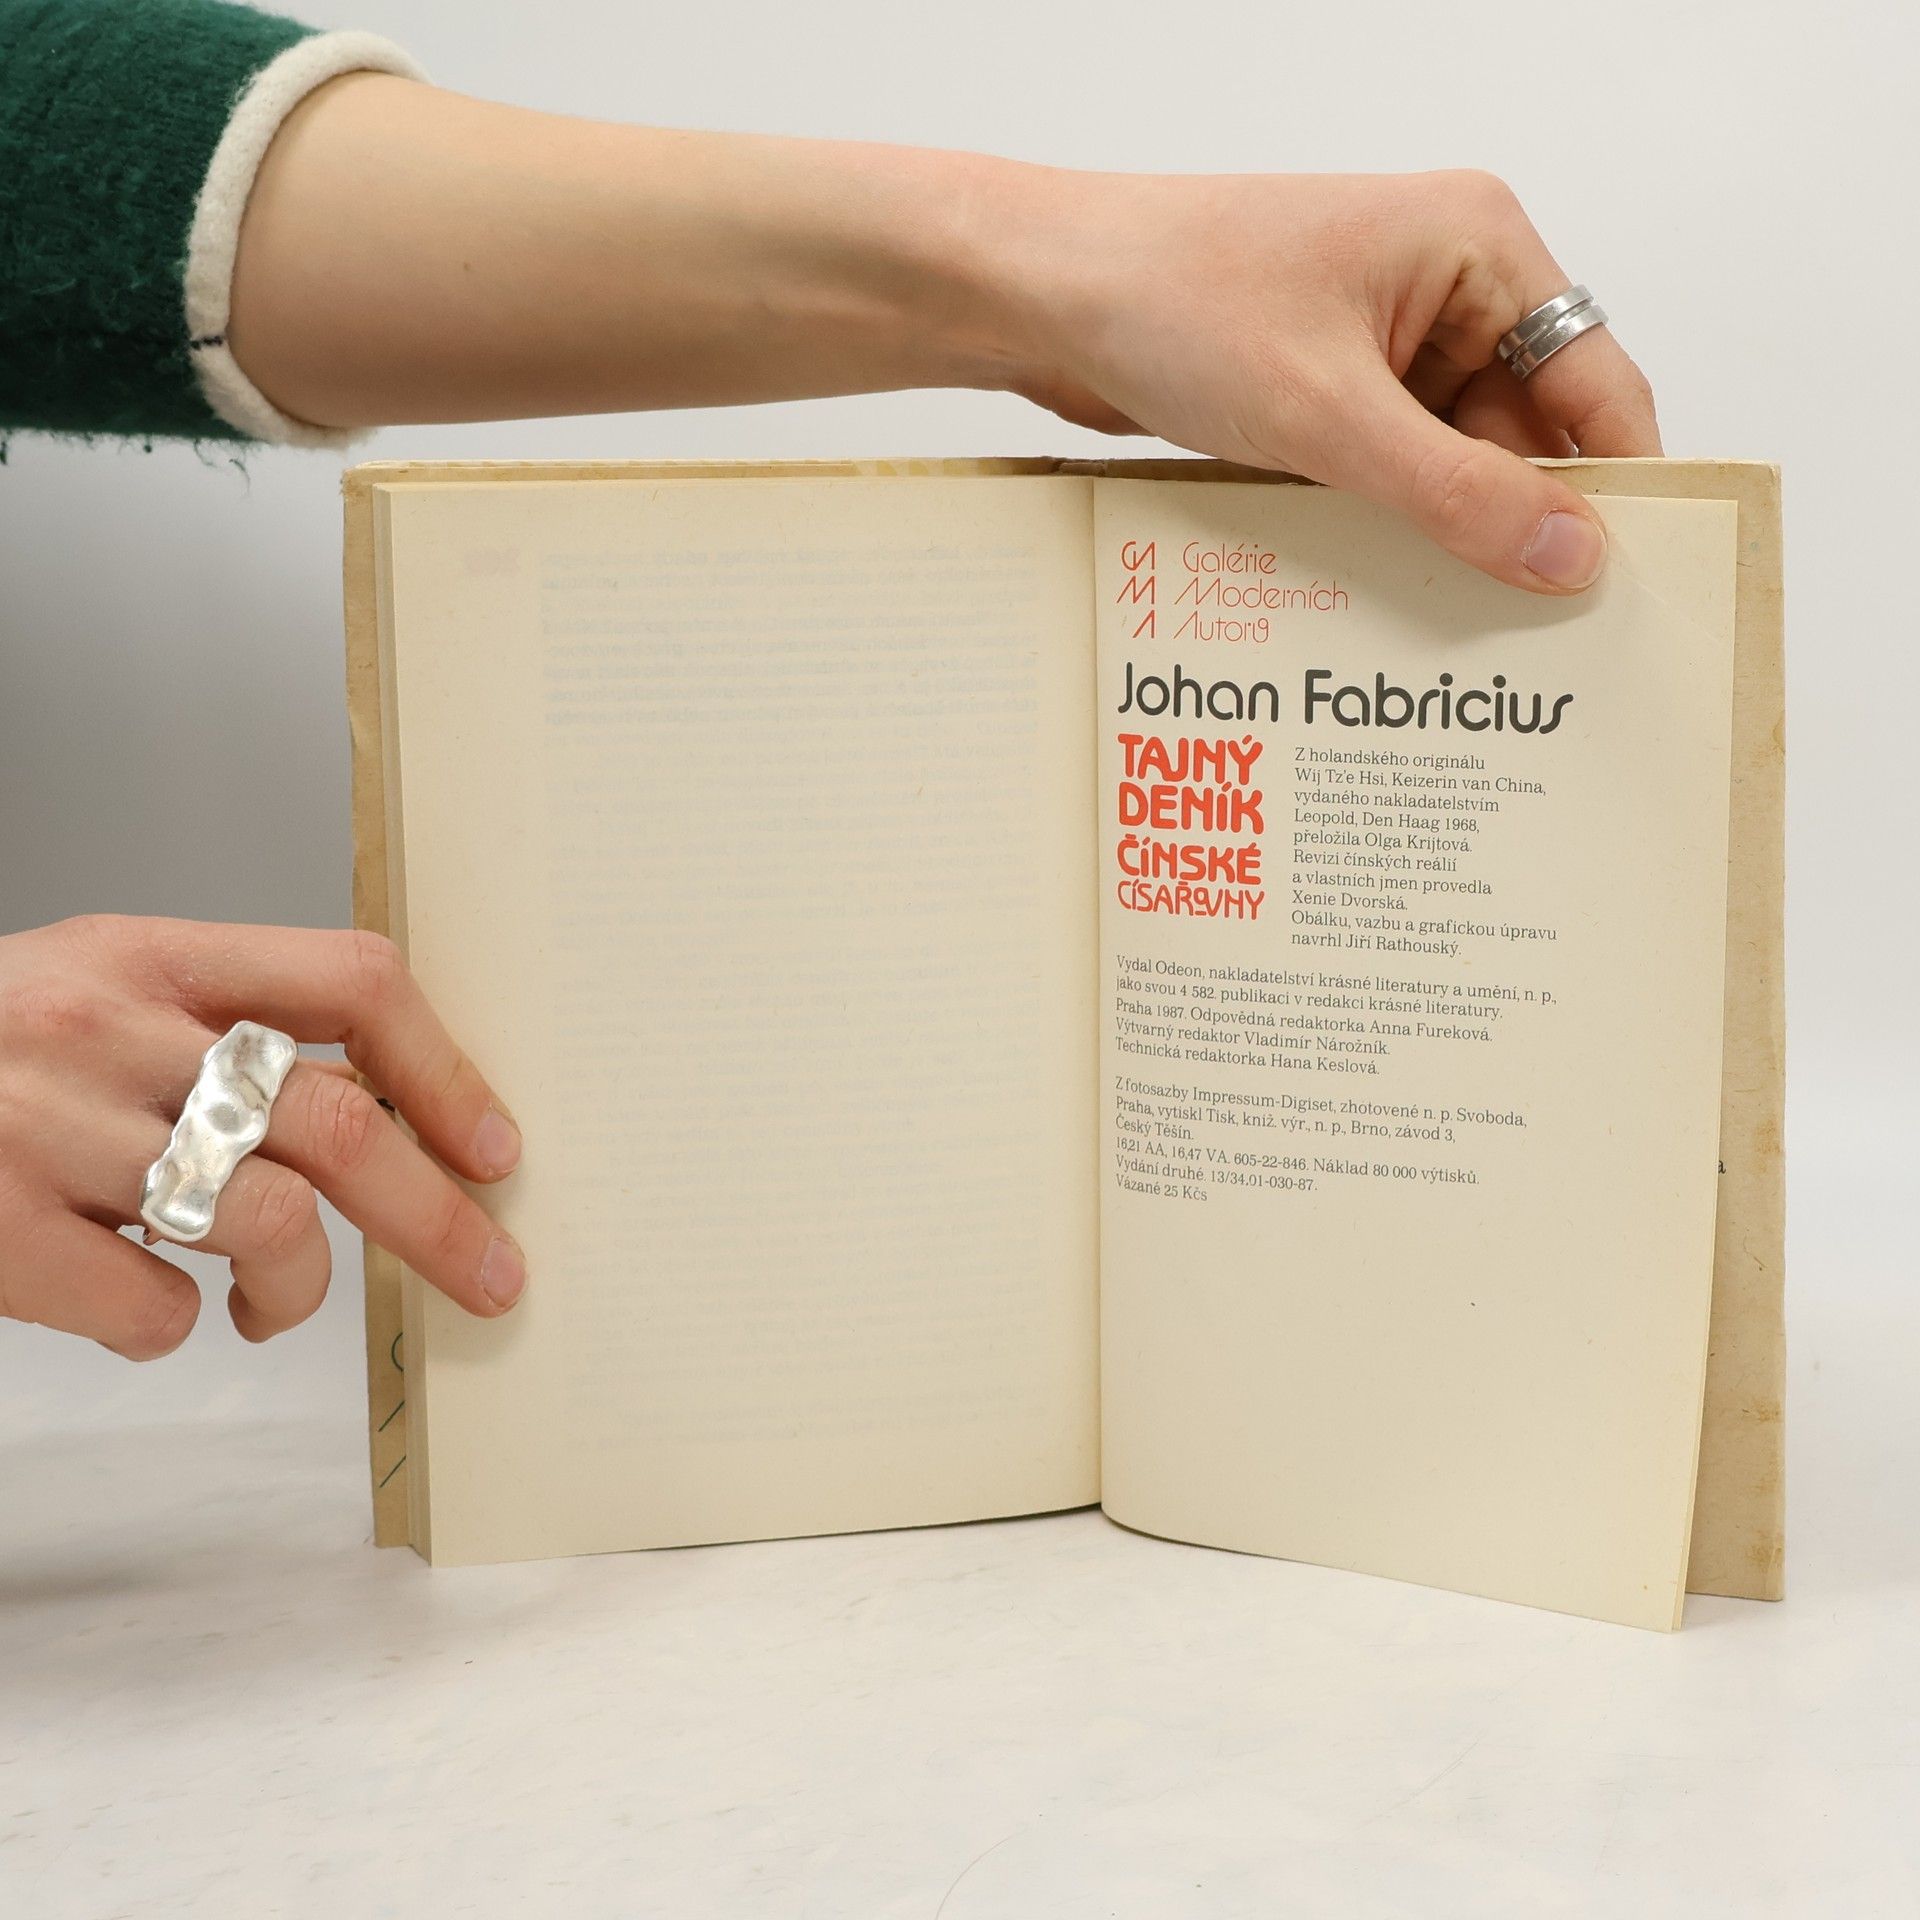 GMA Galérie
Moderních
Autorů
Johan Fabricius
TAJNÝ
DENÍK
ČÍNSKÉ
CÍSAŘOVNY
Z holandského originálu
Wij Tz'e Hsi, Keizerin van China,
vydaného nakladatelstvím
Leopold, Den Haag 1968,
přeložila Olga Krijtová.
Revizi čínských reálií
a vlastních jmen provedla
Xenie Dvorská.
Obálku, vazbu a grafickou úpravu
navrhl Jiří Rathouský.
Vydal Odeon, nakladatelství krásné literatury a umění, n. p.,
jako svou 4 582. publikaci v redakci krásné literatury.
Praha 1987. Odpovědná redaktorka Anna Fureková.
Výtvarný redaktor Vladimír Nárožník.
Technická redaktorka Hana Keslová.
Z fotosazby Impressum-Digiset, zhotovené n. p. Svoboda,
Praha, vytiskl Tisk, kniž. výr., n. p., Brno, závod 3,
Český Těšín.
16,21 AA, 16,47 VA. 605-22-846. Náklad 80 000 výtisků.
Vydání druhé. 13/34.01-030-87.
Vázané 25 Kčs